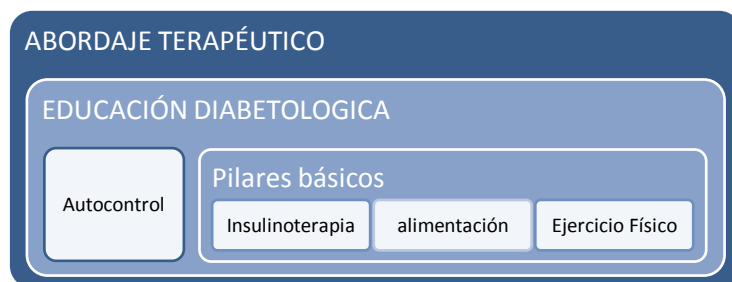 ABORDAJE TERAPÉUTICO
EDUCACIÓN DIABETOLOGICA
Autocontrol
Pilares básicos
Insulinoterapia
alimentación
Ejercicio Físico